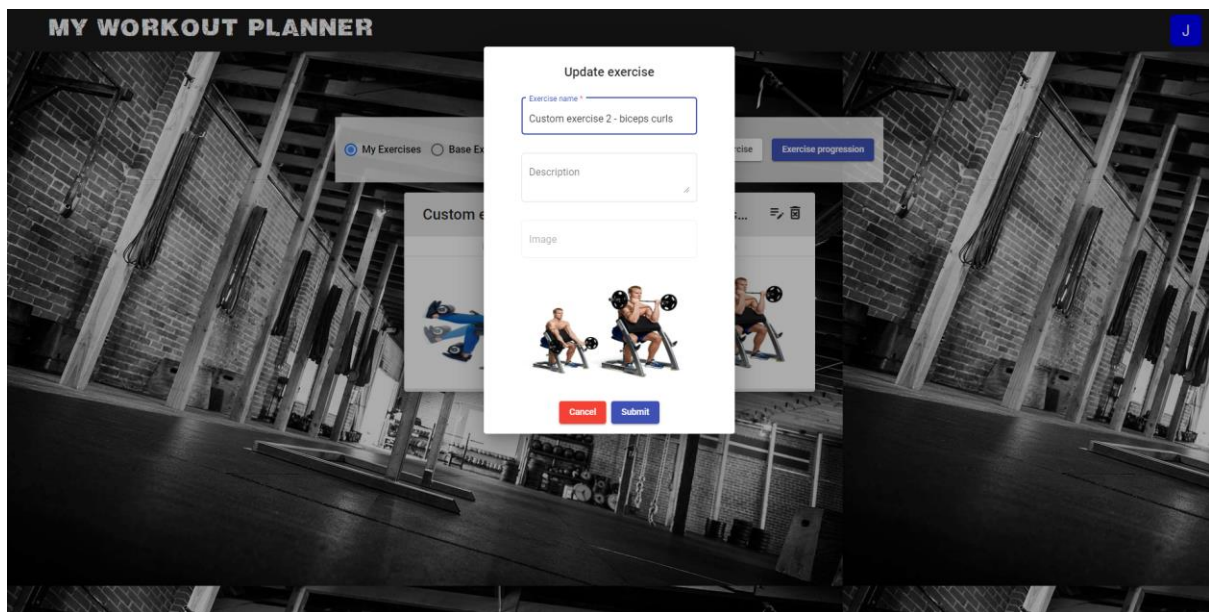 MY WORKOUT PLANNER
J
Update exercise
Exercise name *
Custom exercise 2 - biceps curls
My Exercises
Base Ex
rcise
Exercise progression
Description
Custom e
s...
Image
Cancel
Submit